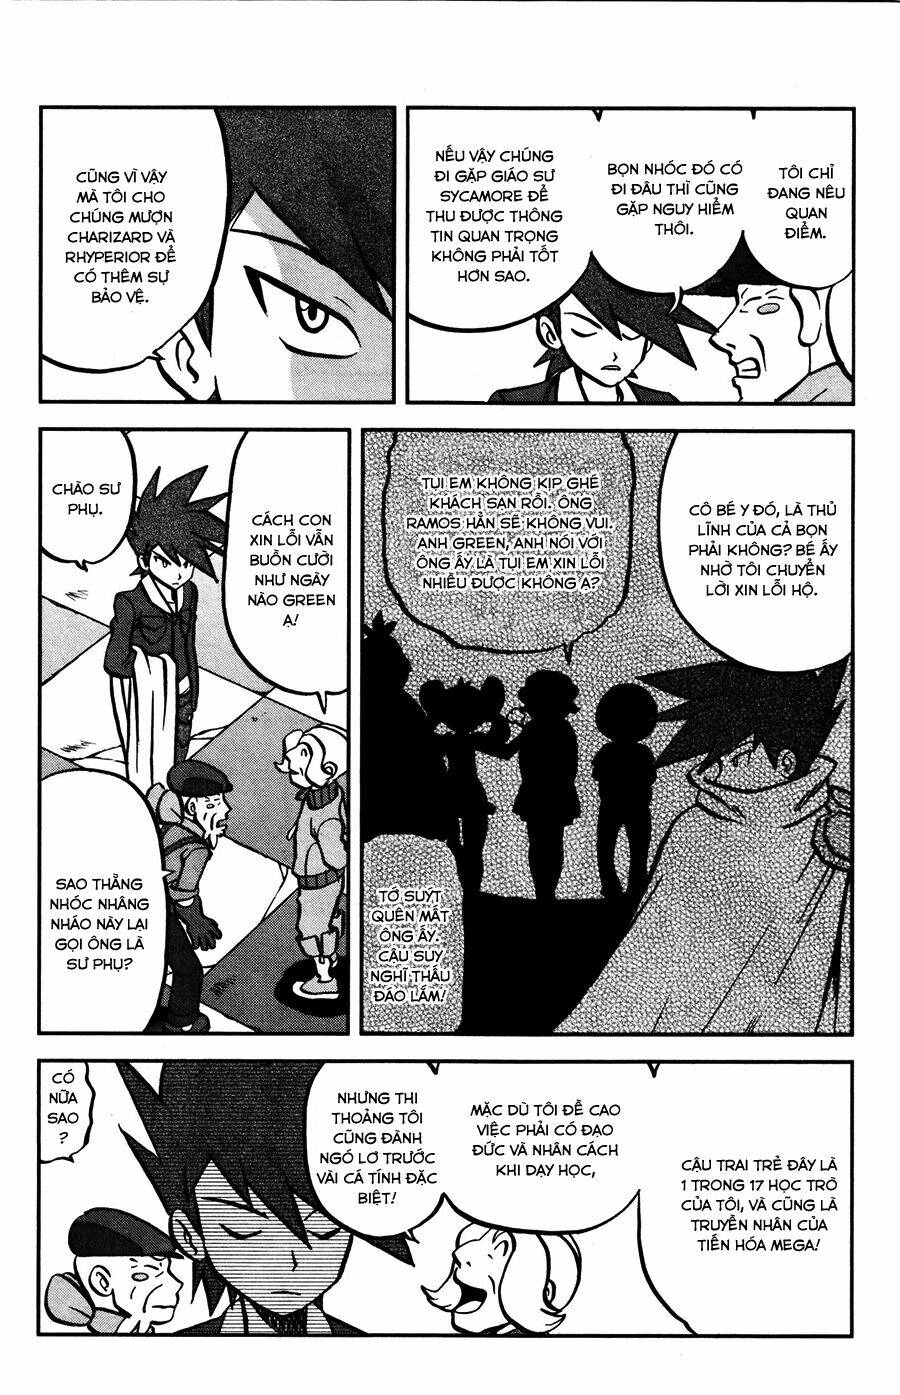 TÔI CHỈ
ĐANG NÊU
QUAN
ĐIỂM.
BỌN NHÓC ĐÓ CÓ
ĐI ĐÂU THÌ CŨNG
GẶP NGUY HIỂM
THÔI.
NẾU VẬY CHÚNG
ĐI GẶP GIÁO SƯ
SYCAMORE ĐỂ
THU ĐƯỢC THÔNG
TIN QUAN TRỌNG
KHÔNG PHẢI TỐT
HƠN SAO.
CŨNG VÌ VẬY
MÀ TÔI CHO
CHÚNG MƯỢN
CHARIZARD VÀ
RHYPERIOR ĐỂ
CÓ THÊM SỰ
BẢO VỆ.
CÔ BÉ Y ĐÓ, LÀ THỦ
LĨNH CỦA CẢ BỌN
PHẢI KHÔNG? BÉ ẤY
NHỜ TÔI CHUYỂN
LỜI XIN LỖI HỘ.
TỤI EM KHÔNG KỊP GHÉ
KHÁCH SẠN RỒI. ÔNG
RAMOS HẲN SẼ KHÔNG VUI.
ANH GREEN, ANH NÓI VỚI
ÔNG ẤY LÀ TỤI EM XIN LỖI
NHIỀU ĐƯỢC KHÔNG Ạ?
TỚ SUÝT
QUÊN MẤT
ÔNG ẤY.
CẬU SUY
NGHĨ THẤU
ĐÁO LẮM!
CÁCH CON
XIN LỖI VẪN
BUỒN CƯỜI
NHƯ NGÀY
NÀO GREEN
Ạ!
CHÀO SƯ
PHỤ.
SAO THẰNG
NHÓC NHÂNG
NHÁO NÀY LẠI
GỌI ÔNG LÀ
SƯ PHỤ?
CẬU TRAI TRẺ ĐÂY LÀ
1 TRONG 17 HỌC TRÒ
CỦA TÔI, VÀ CŨNG LÀ
TRUYỀN NHÂN CỦA
TIẾN HÓA MEGA!
MẶC DÙ TÔI ĐỀ CAO
VIỆC PHẢI CÓ ĐẠO
ĐỨC VÀ NHÂN CÁCH
KHI DẠY HỌC,
NHƯNG THI
THOẢNG TÔI
CŨNG ĐÀNH
NGÓ LƠ TRƯỚC
VÀI CÁ TÍNH ĐẶC
BIỆT!
CÓ
NỮA
SAO
?